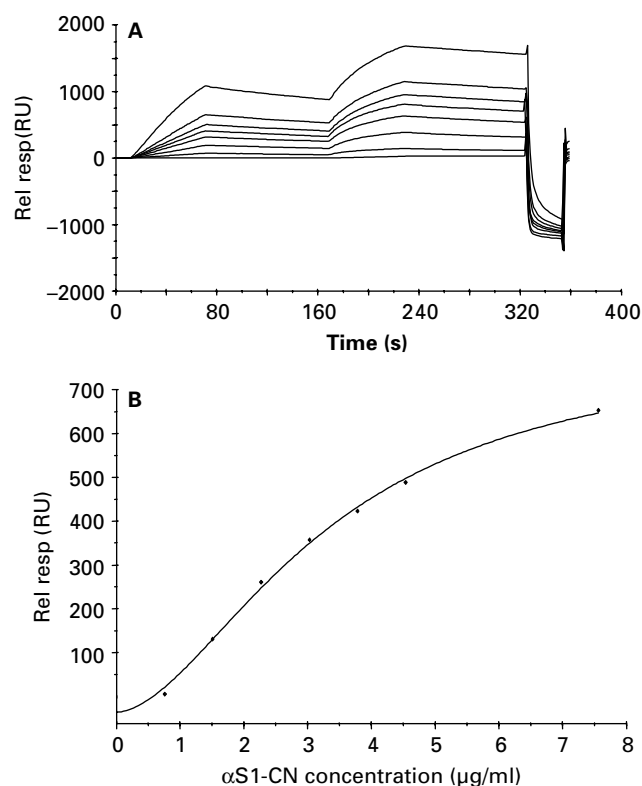 A
2000
1000
0
−1000
−2000
Rel resp(RU)
0 80 160 240 320 400
Time (s)
B
700
600
500
400
300
200
100
Rel resp (RU)
0 1 2 3 4 5 6 7 8
αS1-CN concentration (µg/ml)